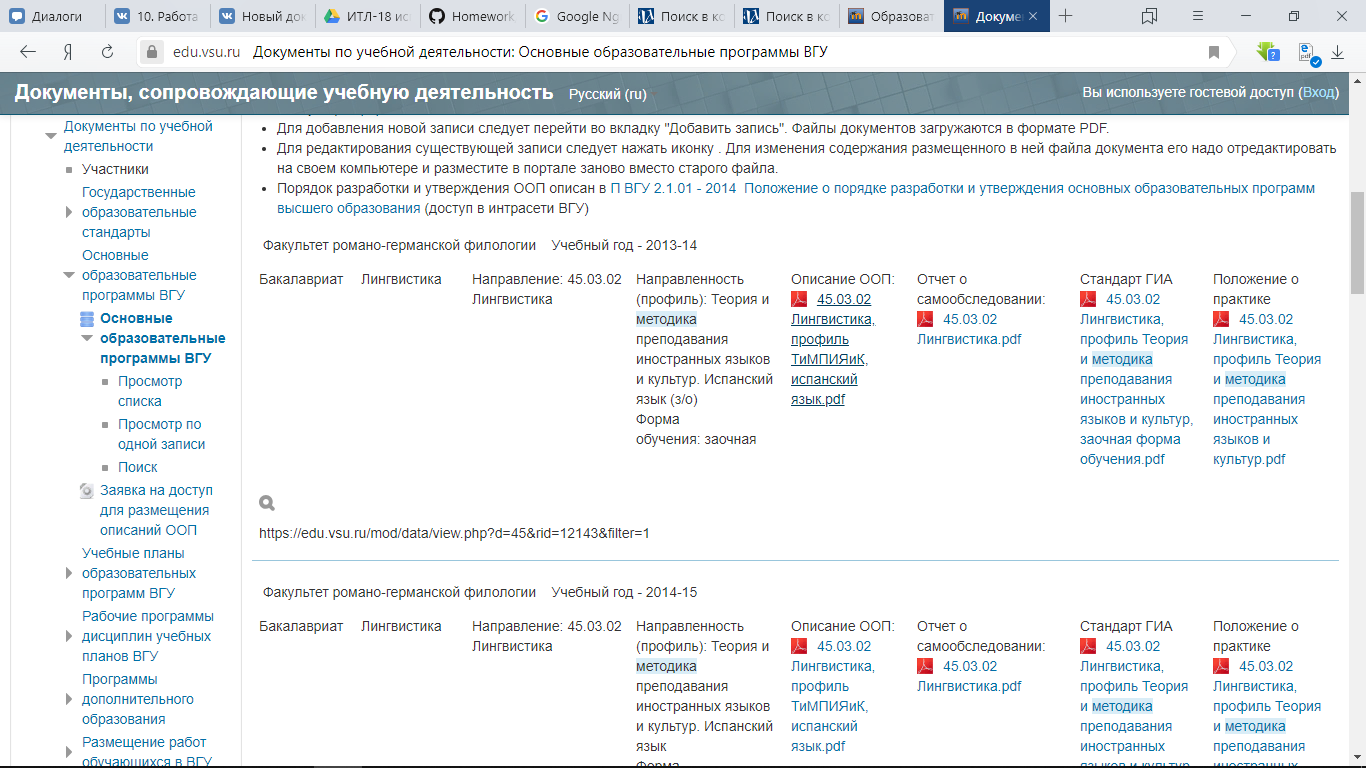 Диалоги
10. Работа
Новый док
ИТЛ-18 ис
Homework
Google Ng
Поиск в ко
Поиск в ко
Образоват
Докумен
edu.vsu.ru Документы по учебной деятельности: Основные образовательные программы ВГУ
Документы, сопровождающие учебную деятельность Русский (ru)
Вы используете гостевой доступ (Вход)
Документы по учебной
деятельности
Участники
Государственные
образовательные
стандарты
Основные
образовательные
программы ВГУ
Основные
образовательные
программы ВГУ
Просмотр
списка
Просмотр по
одной записи
Поиск
Заявка на доступ
для размещения
описаний ООП
Учебные планы
образовательных
программ ВГУ
Рабочие программы
дисциплин учебных
планов ВГУ
Программы
дополнительного
образования
Размещение работ
обучающихся в ВГУ
Для добавления новой записи следует перейти во вкладку "Добавить запись". Файлы документов загружаются в формате PDF.
Для редактирования существующей записи следует нажать иконку . Для изменения содержания размещенного в ней файла документа его надо отредактировать
на своем компьютере и разместите в портале заново вместо старого файла.
Порядок разработки и утверждения ООП описан в П ВГУ 2.1.01 - 2014 Положение о порядке разработки и утверждения основных образовательных программ
высшего образования (доступ в интрасети ВГУ)
Факультет романо-германской филологии Учебный год - 2013-14
Бакалавриат
Лингвистика
Направление: 45.03.02
Лингвистика
Направленность
(профиль): Теория и
методика
преподавания
иностранных языков
и культур. Испанский
язык (з/о)
Форма
обучения: заочная
Описание ООП:
45.03.02
Лингвистика,
профиль
ТиМПИЯиК,
испанский
язык.pdf
Отчет о
самообследовании:
45.03.02
Лингвистика.pdf
Стандарт ГИА
45.03.02
Лингвистика,
профиль Теория
и методика
преподавания
иностранных
языков и культур,
заочная форма
обучения.pdf
Положение о
практике
45.03.02
Лингвистика,
профиль Теория
и методика
преподавания
иностранных
языков и
культур.pdf
https://edu.vsu.ru/mod/data/view.php?d=45&rid=12143&filter=1
Факультет романо-германской филологии Учебный год - 2014-15
Бакалавриат
Лингвистика
Направление: 45.03.02
Лингвистика
Направленность
(профиль): Теория и
методика
преподавания
иностранных языков
и культур. Испанский
язык
Форма
Описание ООП:
45.03.02
Лингвистика,
профиль
ТиМПИЯиК,
испанский
язык.pdf
Отчет о
самообследовании:
45.03.02
Лингвистика.pdf
Стандарт ГИА
45.03.02
Лингвистика,
профиль Теория
и методика
преподавания
иностранных
языков и культур
Положение о
практике
45.03.02
Лингвистика,
профиль Теория
и методика
преподавания
иностранных